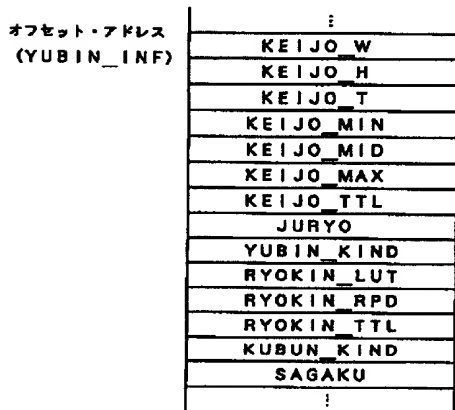 オフセット・アドレス
(YUBIN_INF)
⋮
KEIJO_W
KEIJO_H
KEIJO_T
KEIJO_MIN
KEIJO_MID
KEIJO_MAX
KEIJO_TTL
JURYO
YUBIN_KIND
RYOKIN_LUT
RYOKIN_RPD
RYOKIN_TTL
KUBUN_KIND
SAGAKU
⋮